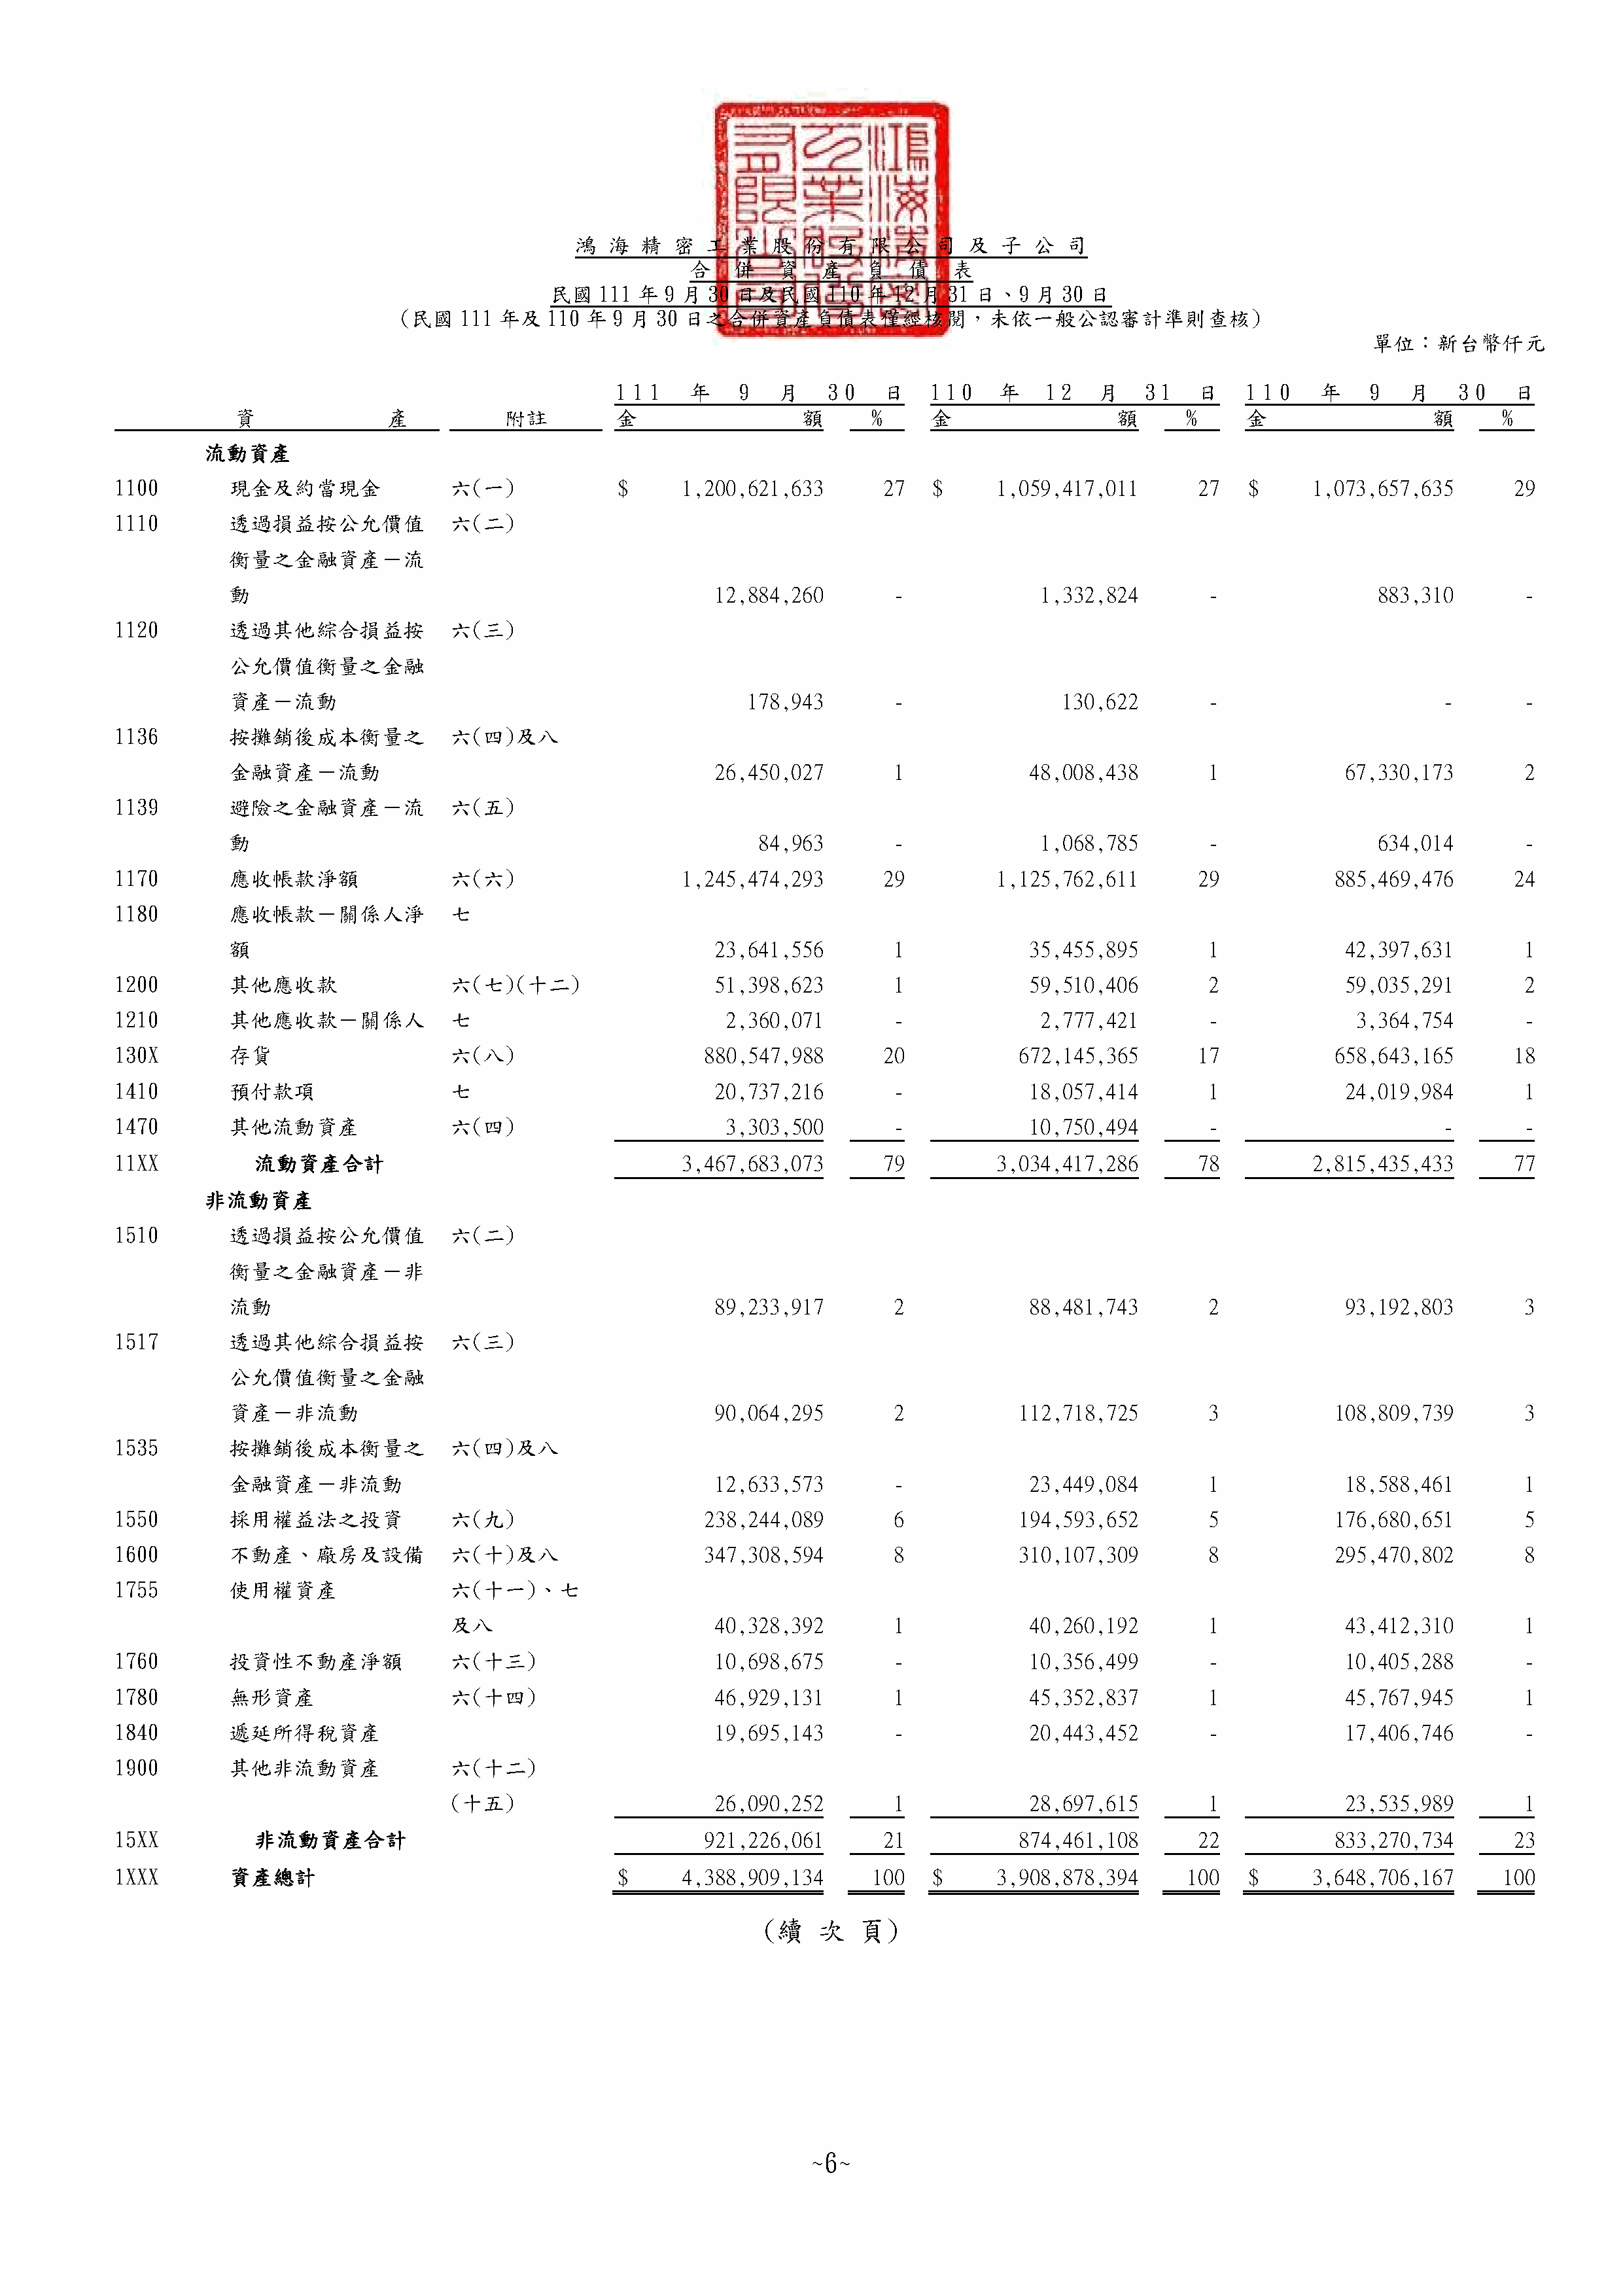 鴻海精密工業股份有限公司及子公司
合併資產負債表
民國 111 年 9 月 30 日及民國 110 年 12 月 31 日、9 月 30 日
（民國 111 年及 110 年 9 月 30 日之合併資產負債表僅經核閱，未依一般公認審計準則查核）
單位：新台幣仟元
111 年 9 月 30 日 110 年 12 月 31 日 110 年 9 月 30 日
資產 附註 金額 % 金額 % 金額 %
流動資產
1100 現金及約當現金 六(一) $ 1,200,621,633 27 $ 1,059,417,011 27 $ 1,073,657,635 29
1110 透過損益按公允價值 六(二)
衡量之金融資產－流
動 12,884,260 - 1,332,824 - 883,310 -
1120 透過其他綜合損益按 六(三)
公允價值衡量之金融
資產－流動 178,943 - 130,622 - - -
1136 按攤銷後成本衡量之 六(四)及八
金融資產－流動 26,450,027 1 48,008,438 1 67,330,173 2
1139 避險之金融資產－流 六(五)
動 84,963 - 1,068,785 - 634,014 -
1170 應收帳款淨額 六(六) 1,245,474,293 29 1,125,762,611 29 885,469,476 24
1180 應收帳款－關係人淨 七
額 23,641,556 1 35,455,895 1 42,397,631 1
1200 其他應收款 六(七)(十二) 51,398,623 1 59,510,406 2 59,035,291 2
1210 其他應收款－關係人 七 2,360,071 - 2,777,421 - 3,364,754 -
130X 存貨 六(八) 880,547,988 20 672,145,365 17 658,643,165 18
1410 預付款項 七 20,737,216 - 18,057,414 1 24,019,984 1
1470 其他流動資產 六(四) 3,303,500 - 10,750,494 - - -
11XX 流動資產合計 3,467,683,073 79 3,034,417,286 78 2,815,435,433 77
非流動資產
1510 透過損益按公允價值 六(二)
衡量之金融資產－非
流動 89,233,917 2 88,481,743 2 93,192,803 3
1517 透過其他綜合損益按 六(三)
公允價值衡量之金融
資產－非流動 90,064,295 2 112,718,725 3 108,809,739 3
1535 按攤銷後成本衡量之 六(四)及八
金融資產－非流動 12,633,573 - 23,449,084 1 18,588,461 1
1550 採用權益法之投資 六(九) 238,244,089 6 194,593,652 5 176,680,651 5
1600 不動產、廠房及設備 六(十)及八 347,308,594 8 310,107,309 8 295,470,802 8
1755 使用權資產 六(十一)、七
及八 40,328,392 1 40,260,192 1 43,412,310 1
1760 投資性不動產淨額 六(十三) 10,698,675 - 10,356,499 - 10,405,288 -
1780 無形資產 六(十四) 46,929,131 1 45,352,837 1 45,767,945 1
1840 遞延所得稅資產 19,695,143 - 20,443,452 - 17,406,746 -
1900 其他非流動資產 六(十二)
(十五) 26,090,252 1 28,697,615 1 23,535,989 1
15XX 非流動資產合計 921,226,061 21 874,461,108 22 833,270,734 23
1XXX 資產總計 $ 4,388,909,134 100 $ 3,908,878,394 100 $ 3,648,706,167 100
（續次頁）
~6~